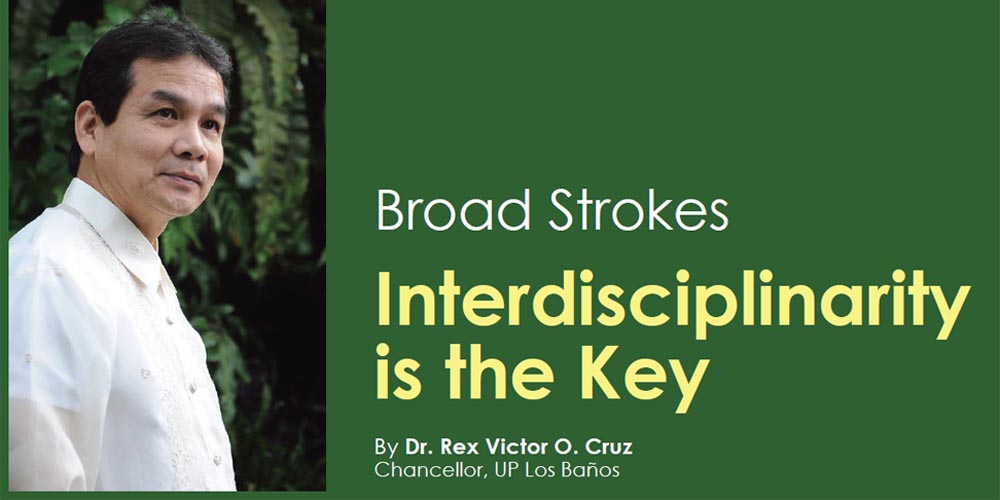 Broad Strokes
Interdisciplinarity
is the Key
By Dr. Rex Victor O. Cruz
Chancellor, UP Los Baños